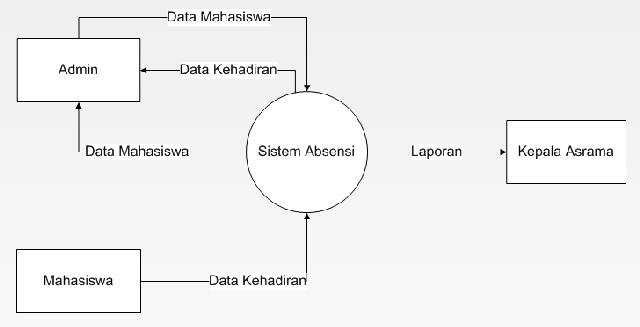 Data Mahasiswa
Admin
Data Kehadiran
Data Mahasiswa
Sistem Absensi
Laporan
Kepala Asrama
Mahasiswa
Data Kehadiran